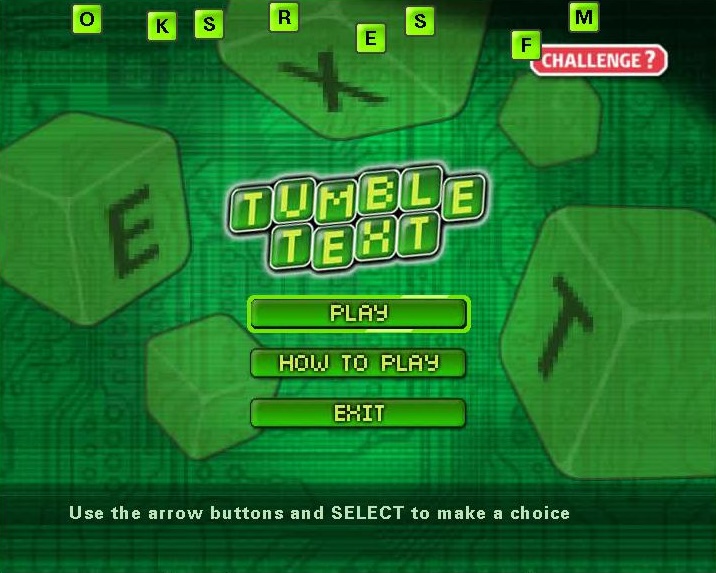 O K S R E S F M
CHALLENGE?
X
E
T
TUMBLE
TEXT
PLAY
HOW TO PLAY
EXIT
Use the arrow buttons and SELECT to make a choice